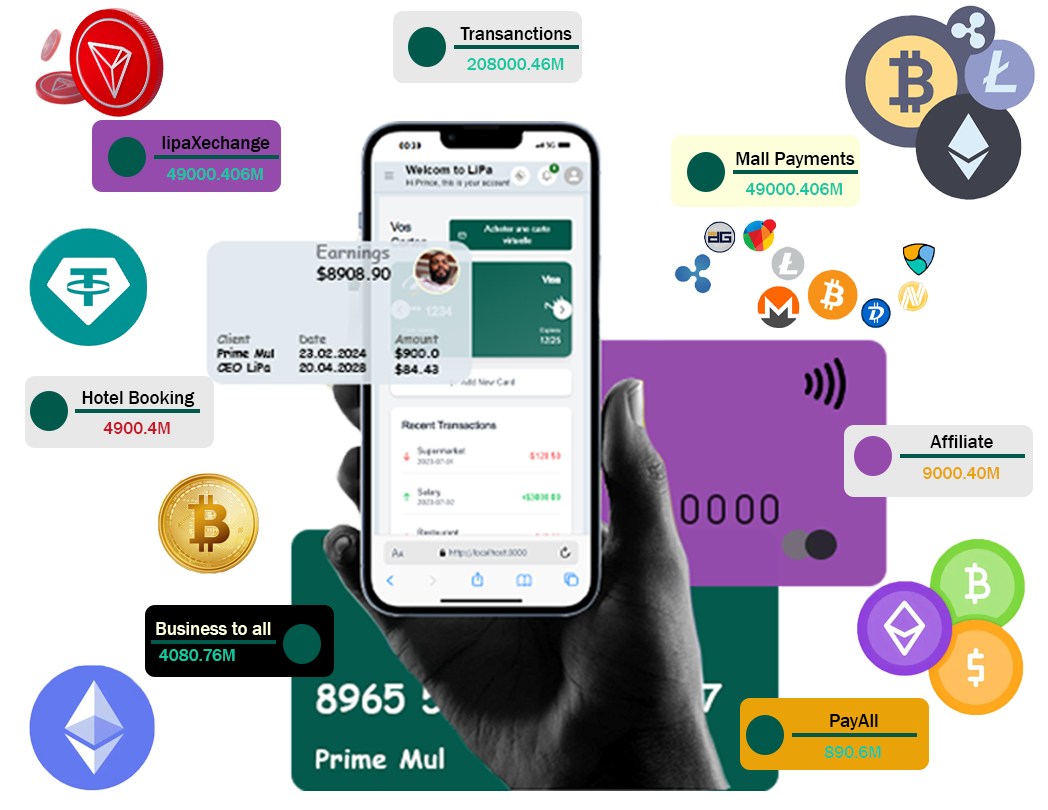 Transanctions
208000.46M
lipaXechange
49000.406M
Mall Payments
49000.406M
00:39
5G
Welcom to LiPa
Hi Prince, this is your account
Vos
Cartes
Acheter une carte
virtuelle
Earnings
$8908.90
Visa
1234
Expires
12/25
Client Date Amount
Prime Mul 23.02.2024 $900.0
CEO LiPa 20.04.2028 $84.43
Add New Card
Hotel Booking
4900.4M
Recent Transactions
Supermarket
2023-07-01
-$120.50
Salary
2023-07-02
+$3000.00
Restaurant
Affiliate
9000.40M
0000
AA
http://localhost:3000
Business to all
4080.76M
8965 5
7
Prime Mul
PayAll
890.6M